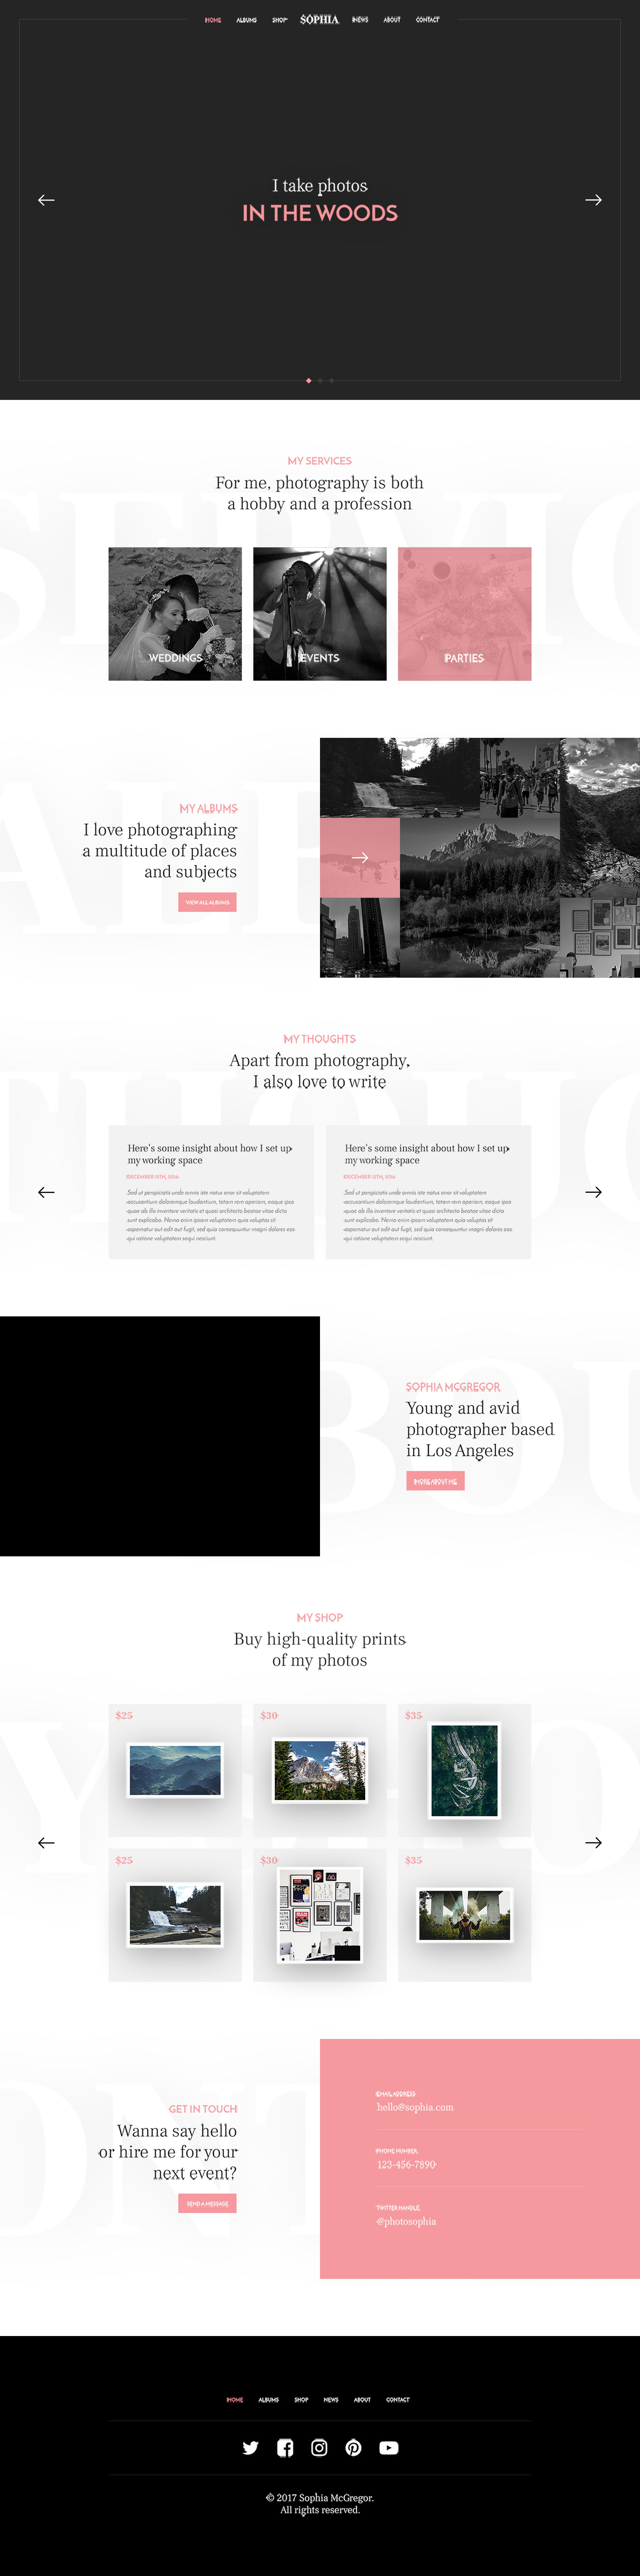 HOME ALBUMS SHOP SOPHIA NEWS ABOUT CONTACT
I take photos
IN THE WOODS
MY SERVICES
For me, photography is both
a hobby and a profession
WEDDINGS EVENTS PARTIES
MY ALBUMS
I love photographing
a multitude of places
and subjects
VIEW ALL ALBUMS
MY THOUGHTS
Apart from photography,
I also love to write
Here's some insight about how I set up
my working space
DECEMBER 15TH, 2016
Sed ut perspiciatis unde omnis iste natus error sit voluptatem
accusantium doloremque laudantium, totam rem aperiam, eaque ipsa
quae ab illo inventore veritatis et quasi architecto beatae vitae dicta
sunt explicabo. Nemo enim ipsam voluptatem quia voluptas sit
aspernatur aut odit aut fugit, sed quia consequuntur magni dolores eos
qui ratione voluptatem sequi nesciunt.
Here's some insight about how I set up
my working space
DECEMBER 15TH, 2016
Sed ut perspiciatis unde omnis iste natus error sit voluptatem
accusantium doloremque laudantium, totam rem aperiam, eaque ipsa
quae ab illo inventore veritatis et quasi architecto beatae vitae dicta
sunt explicabo. Nemo enim ipsam voluptatem quia voluptas sit
aspernatur aut odit aut fugit, sed quia consequuntur magni dolores eos
qui ratione voluptatem sequi nesciunt.
SOPHIA MCGREGOR
Young and avid
photographer based
in Los Angeles
MORE ABOUT ME
MY SHOP
Buy high-quality prints
of my photos
$25 $30 $35
$25 $30 $35
GET IN TOUCH
Wanna say hello
or hire me for your
next event?
SEND A MESSAGE
EMAIL ADDRESS
hello@sophia.com
PHONE NUMBER
123-456-7890
TWITTER HANDLE
@photosophia
HOME ALBUMS SHOP NEWS ABOUT CONTACT
© 2017 Sophia McGregor.
All rights reserved.